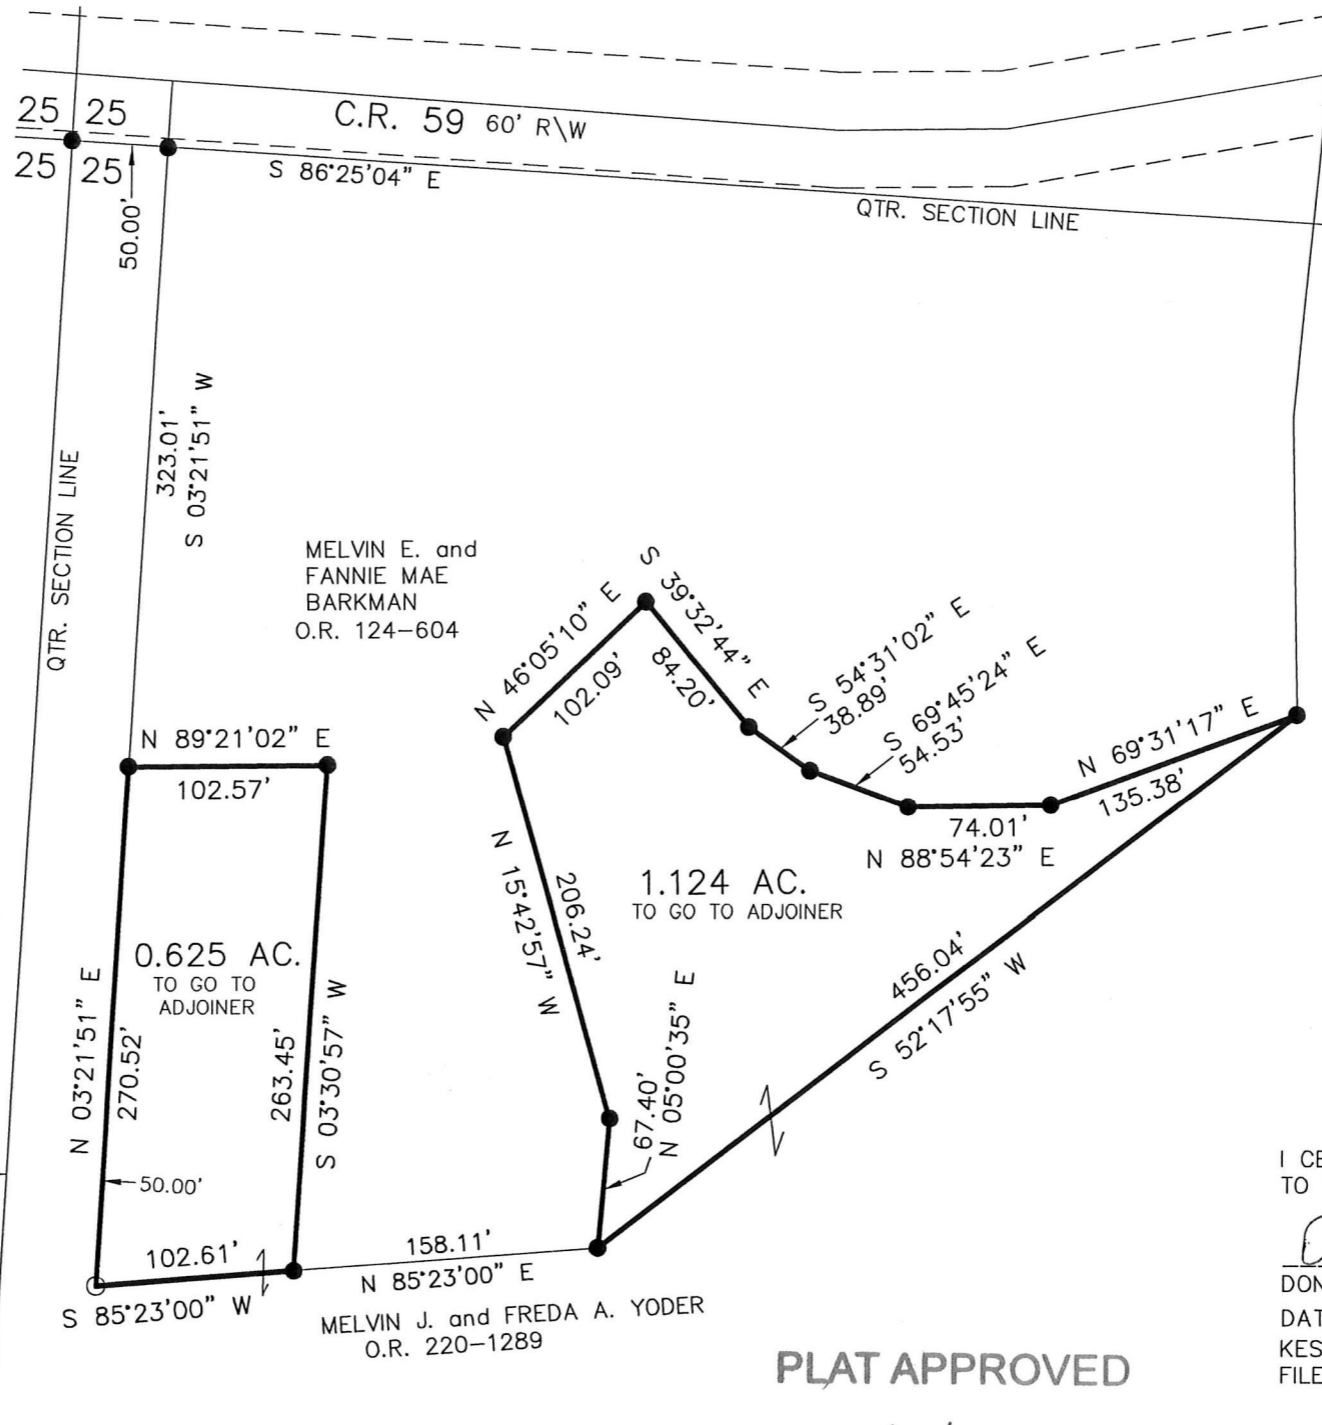 25 25
25 25
C.R. 59 60' R\W
S 86°25'04" E
QTR. SECTION LINE
50.00'
323.01'
S 03°21'51" W
QTR. SECTION LINE
MELVIN E. and
FANNIE MAE
BARKMAN
O.R. 124-604
N 46°05'10" E
102.09'
S 39°32'44" E
84.20'
S 54°31'02" E
38.89'
S 69°45'24" E
54.53'
N 69°31'17" E
135.38'
74.01'
N 88°54'23" E
N 89°21'02" E
102.57'
N 15°42'57" W
206.24'
1.124 AC.
TO GO TO ADJOINER
0.625 AC.
TO GO TO
ADJOINER
N 03°21'51" E
270.52'
263.45'
S 03°30'57" W
67.40'
N 05°00'35" E
456.04'
S 52°17'55" W
50.00'
102.61'
S 85°23'00" W
158.11'
N 85°23'00" E
MELVIN J. and FREDA A. YODER
O.R. 220-1289
PLAT APPROVED
I CE
TO
DON
DAT
KES
FILE